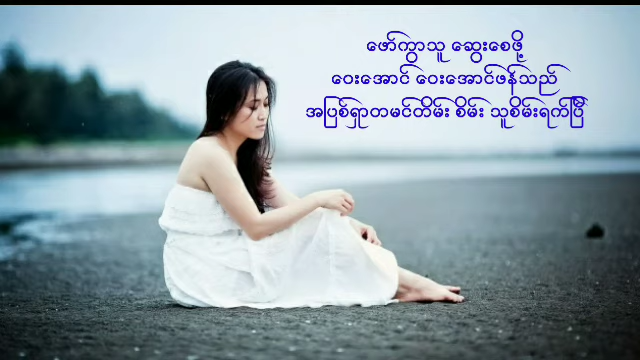 ဖော်ကွာသူ ဆွေးစေဖို့
ဝေးအောင် ဝေးအောင်ဖန်သည်
အပြစ်ရှာတမင်တိမ်း စိမ်း သူစိမ်းရက်ပြီ